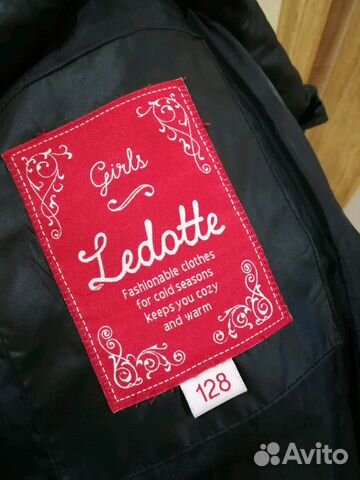 Girls
Ledotte
Fashionable clothes
for cold seasons
keeps you cozy
and warm
128
Avito